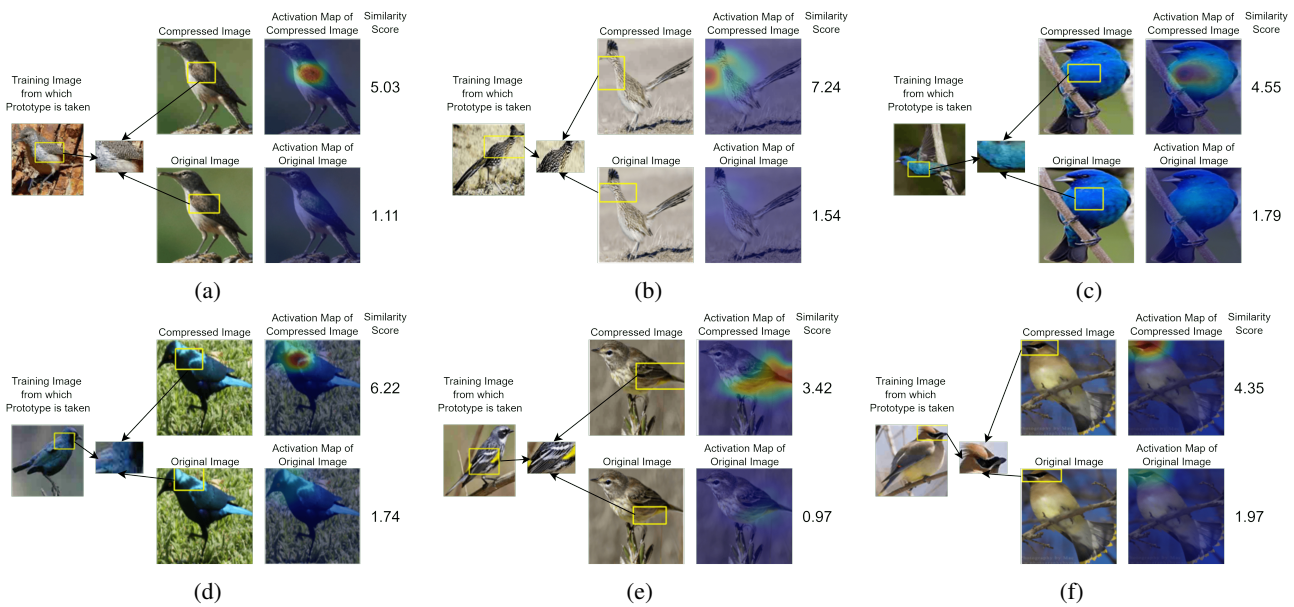 Compressed Image
Activation Map of
Compressed Image
Similarity
Score
Training Image
from which
Prototype is taken
5.03
Original Image
Activation Map of
Original Image
1.11
(a)
Compressed Image
Activation Map of
Compressed Image
Similarity
Score
Training Image
from which
Prototype is taken
7.24
Original Image
Activation Map of
Original Image
1.54
(b)
Compressed Image
Activation Map of
Compressed Image
Similarity
Score
Training Image
from which
Prototype is taken
4.55
Original Image
Activation Map of
Original Image
1.79
(c)
Compressed Image
Activation Map of
Compressed Image
Similarity
Score
Training Image
from which
Prototype is taken
6.22
Original Image
Activation Map of
Original Image
1.74
(d)
Compressed Image
Activation Map of
Compressed Image
Similarity
Score
Training Image
from which
Prototype is taken
3.42
Original Image
Activation Map of
Original Image
0.97
(e)
Compressed Image
Activation Map of
Compressed Image
Similarity
Score
Training Image
from which
Prototype is taken
4.35
Original Image
Activation Map of
Original Image
1.97
(f)